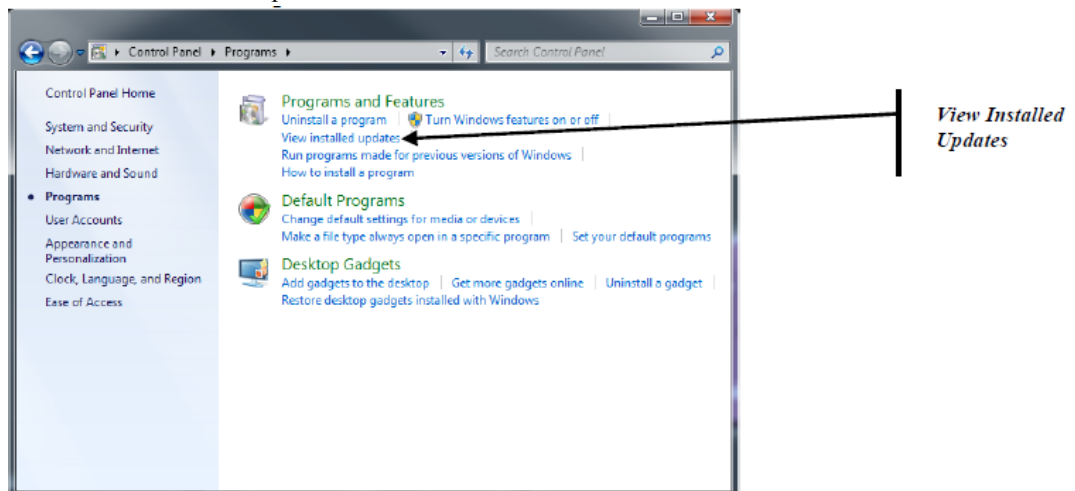 Control Panel Programs
Search Control Panel
Control Panel Home
System and Security
Network and Internet
Hardware and Sound
Programs
User Accounts
Appearance and
Personalization
Clock, Language, and Region
Ease of Access
Programs and Features
Uninstall a program Turn Windows features on or off
View installed updates
Run programs made for previous versions of Windows
How to install a program
Default Programs
Change default settings for media or devices
Make a file type always open in a specific program Set your default programs
Desktop Gadgets
Add gadgets to the desktop Get more gadgets online Uninstall a gadget
Restore desktop gadgets installed with Windows
View Installed
Updates